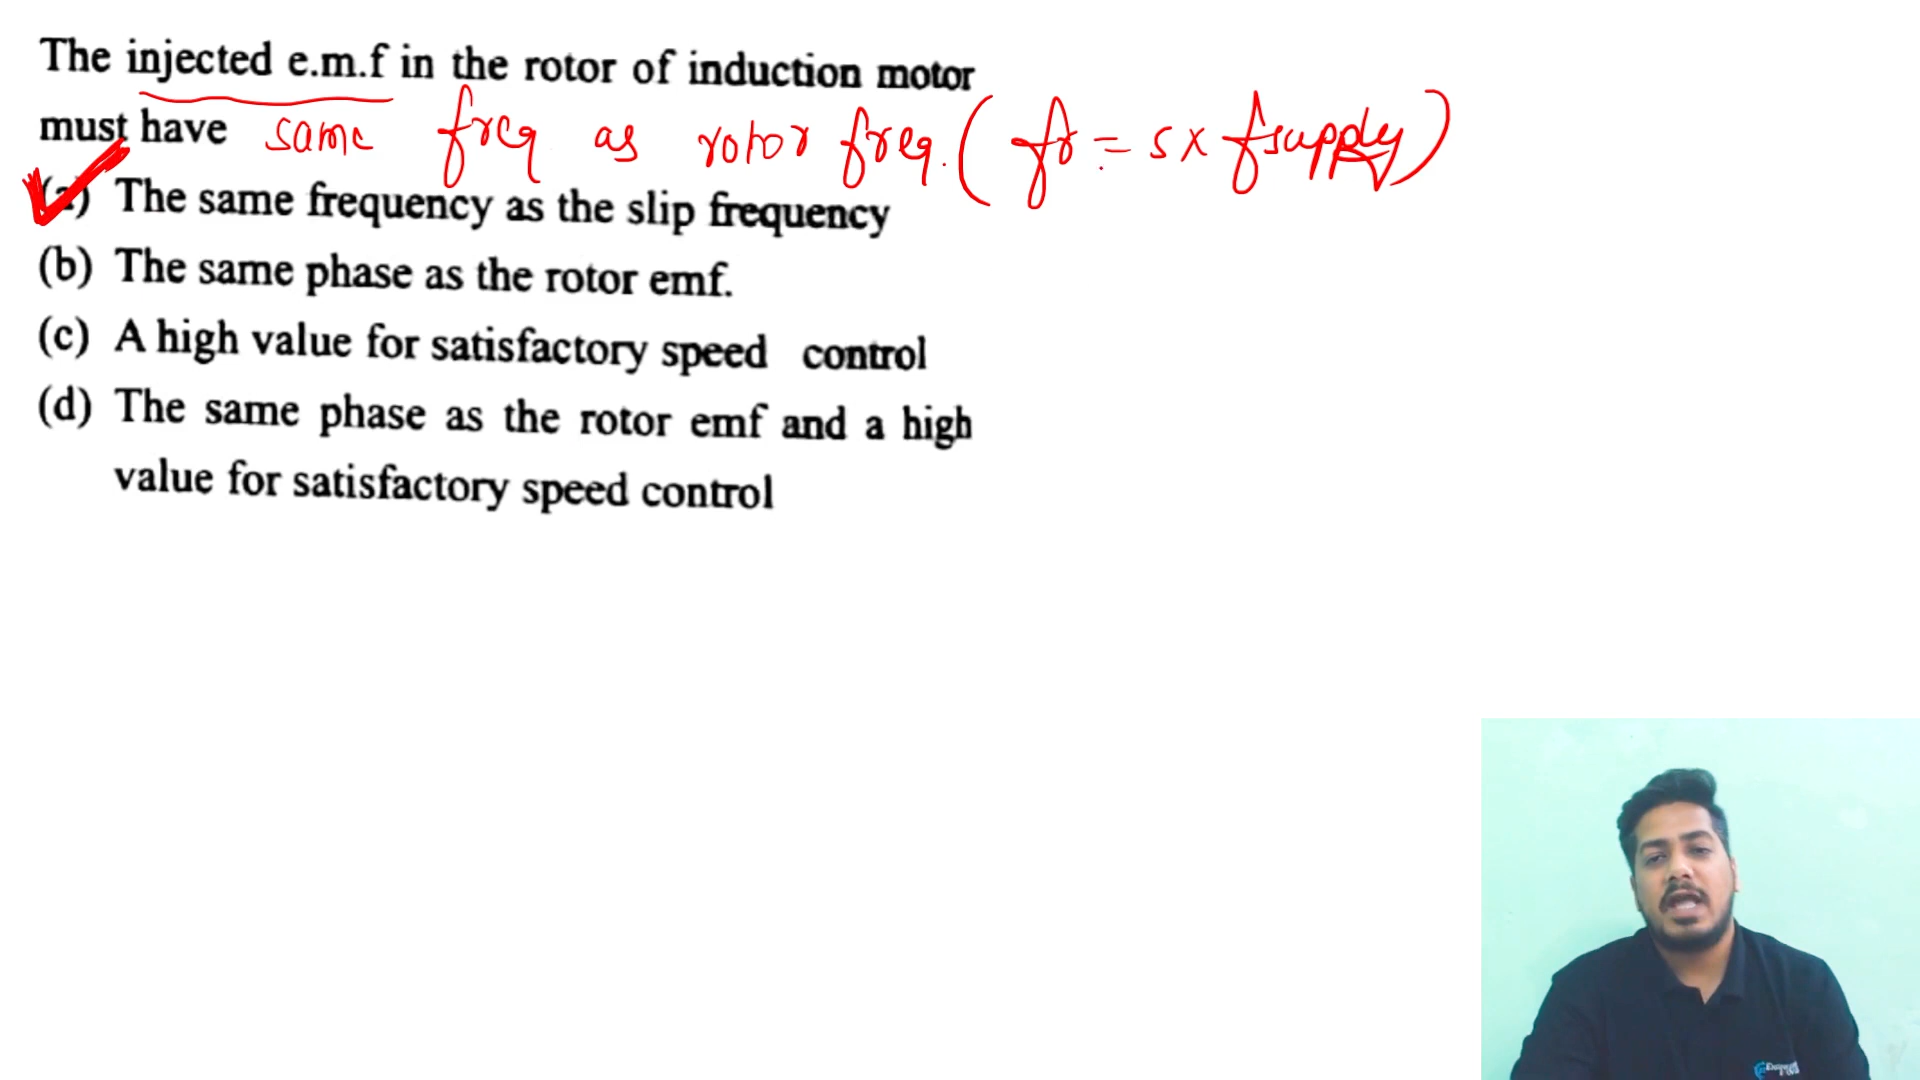 The injected e.m.f in the rotor of induction motor
must have same freq as rotor freq. (fr = s x fsupply)
(a) The same frequency as the slip frequency
(b) The same phase as the rotor emf.
(c) A high value for satisfactory speed control
(d) The same phase as the rotor emf and a high
value for satisfactory speed control